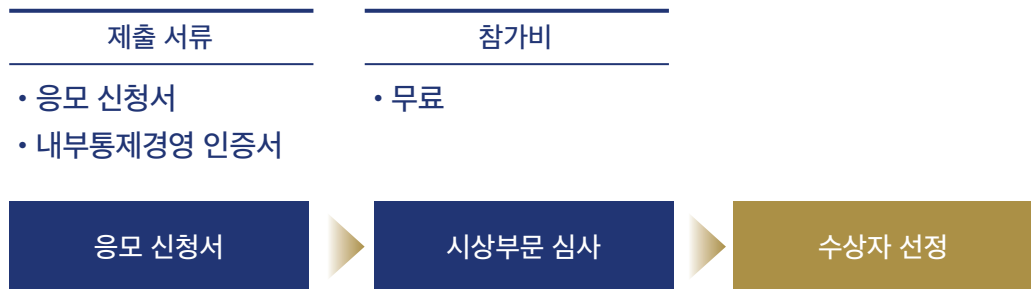 제출 서류
• 응모 신청서
• 내부통제경영 인증서
참가비
• 무료
응모 신청서
시상부문 심사
수상자 선정